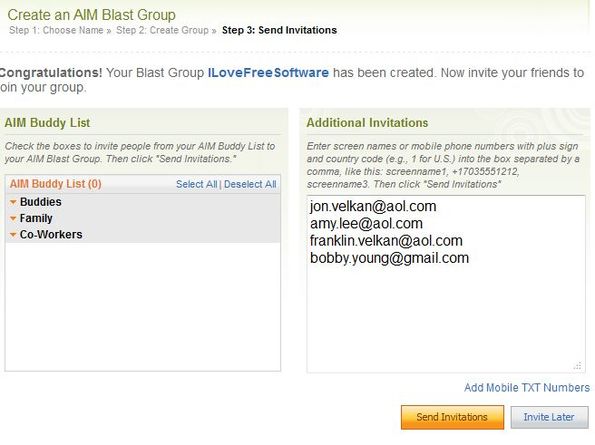 Create an AIM Blast Group
Step 1: Choose Name » Step 2: Create Group » Step 3: Send Invitations
Congratulations! Your Blast Group ILoveFreeSoftware has been created. Now invite your friends to
join your group.
AIM Buddy List
Check the boxes to invite people from your AIM Buddy List to
your AIM Blast Group. Then click "Send Invitations."
AIM Buddy List (0) Select All | Deselect All
Buddies
Family
Co-Workers
Additional Invitations
Enter screen names or mobile phone numbers with plus sign
and country code (e.g., 1 for U.S.) into the box separated by a
comma, like this: screenname1, +17035551212,
screenname3. Then click "Send Invitations"
jon.velkan@aol.com
amy.lee@aol.com
franklin.velkan@aol.com
bobby.young@gmail.com
Add Mobile TXT Numbers
Send Invitations
Invite Later